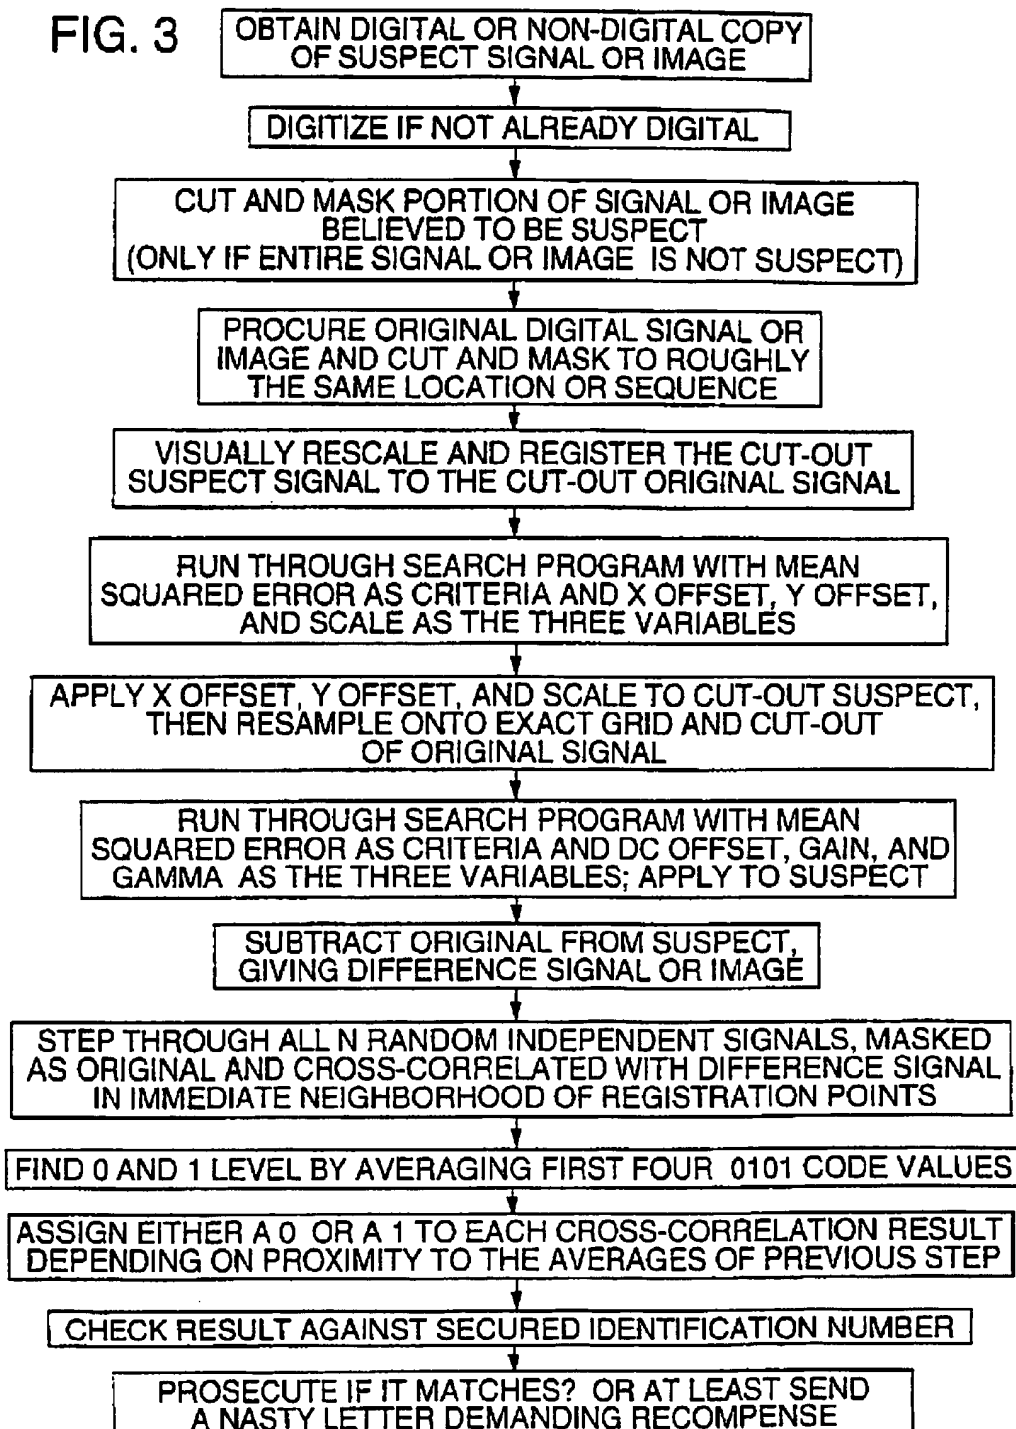 FIG. 3
OBTAIN DIGITAL OR NON-DIGITAL COPY
OF SUSPECT SIGNAL OR IMAGE
DIGITIZE IF NOT ALREADY DIGITAL
CUT AND MASK PORTION OF SIGNAL OR IMAGE
BELIEVED TO BE SUSPECT
(ONLY IF ENTIRE SIGNAL OR IMAGE IS NOT SUSPECT)
PROCURE ORIGINAL DIGITAL SIGNAL OR
IMAGE AND CUT AND MASK TO ROUGHLY
THE SAME LOCATION OR SEQUENCE
VISUALLY RESCALE AND REGISTER THE CUT-OUT
SUSPECT SIGNAL TO THE CUT-OUT ORIGINAL SIGNAL
RUN THROUGH SEARCH PROGRAM WITH MEAN
SQUARED ERROR AS CRITERIA AND X OFFSET, Y OFFSET,
AND SCALE AS THE THREE VARIABLES
APPLY X OFFSET, Y OFFSET, AND SCALE TO CUT-OUT SUSPECT,
THEN RESAMPLE ONTO EXACT GRID AND CUT-OUT
OF ORIGINAL SIGNAL
RUN THROUGH SEARCH PROGRAM WITH MEAN
SQUARED ERROR AS CRITERIA AND DC OFFSET, GAIN, AND
GAMMA AS THE THREE VARIABLES; APPLY TO SUSPECT
SUBTRACT ORIGINAL FROM SUSPECT,
GIVING DIFFERENCE SIGNAL OR IMAGE
STEP THROUGH ALL N RANDOM INDEPENDENT SIGNALS, MASKED
AS ORIGINAL AND CROSS-CORRELATED WITH DIFFERENCE SIGNAL
IN IMMEDIATE NEIGHBORHOOD OF REGISTRATION POINTS
FIND 0 AND 1 LEVEL BY AVERAGING FIRST FOUR 0101 CODE VALUES
ASSIGN EITHER A 0 OR A 1 TO EACH CROSS-CORRELATION RESULT
DEPENDING ON PROXIMITY TO THE AVERAGES OF PREVIOUS STEP
CHECK RESULT AGAINST SECURED IDENTIFICATION NUMBER
PROSECUTE IF IT MATCHES? OR AT LEAST SEND
A NASTY LETTER DEMANDING RECOMPENSE